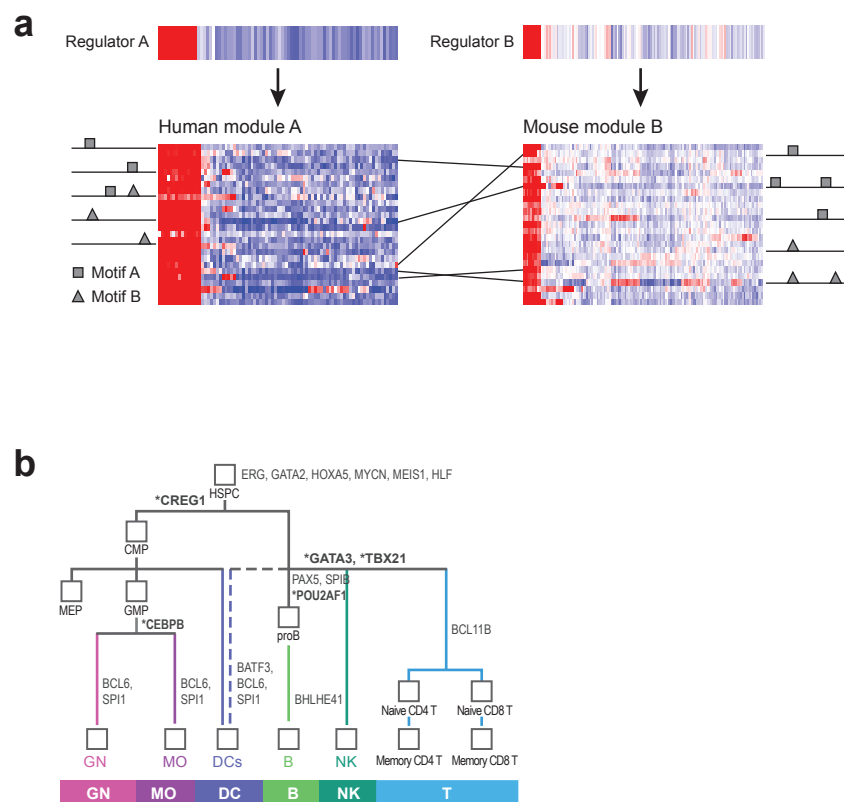 a
Regulator A
Regulator B
Human module A
Mouse module B
Motif A
Motif B
b
HSPC
ERG, GATA2, HOXA5, MYCN, MEIS1, HLF
*CREG1
CMP
*GATA3, *TBX21
PAX5, SPIB
*POU2AF1
MEP
GMP
*CEBPB
proB
BCL11B
BCL6,
SPI1
BCL6,
SPI1
BATF3,
BCL6,
SPI1
BHLHE41
Naive CD4 T
Naive CD8 T
GN
MO
DCs
B
NK
Memory CD4 T
Memory CD8 T
GN
MO
DC
B
NK
T